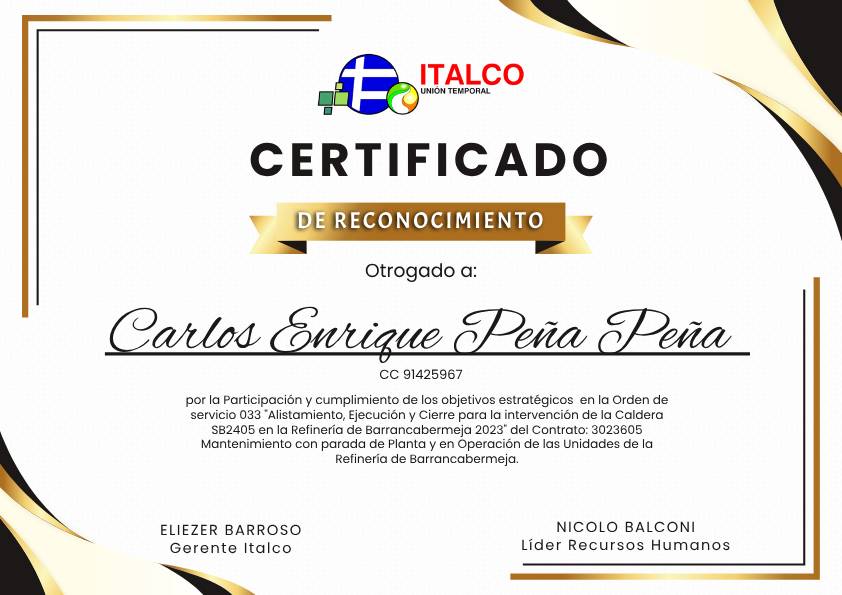 ITALCO
UNIÓN TEMPORAL
CERTIFICADO
DE RECONOCIMIENTO
Otrogado a:
Carlos Enrique Peña Peña
CC 91425967
por la Participación y cumplimiento de los objetivos estratégicos en la Orden de
servicio 033 "Alistamiento, Ejecución y Cierre para la intervención de la Caldera
SB2405 en la Refinería de Barrancabermeja 2023" del Contrato: 3023605
Mantenimiento con parada de Planta y en Operación de las Unidades de la
Refinería de Barrancabermeja.
ELIEZER BARROSO
Gerente Italco
NICOLO BALCONI
Líder Recursos Humanos